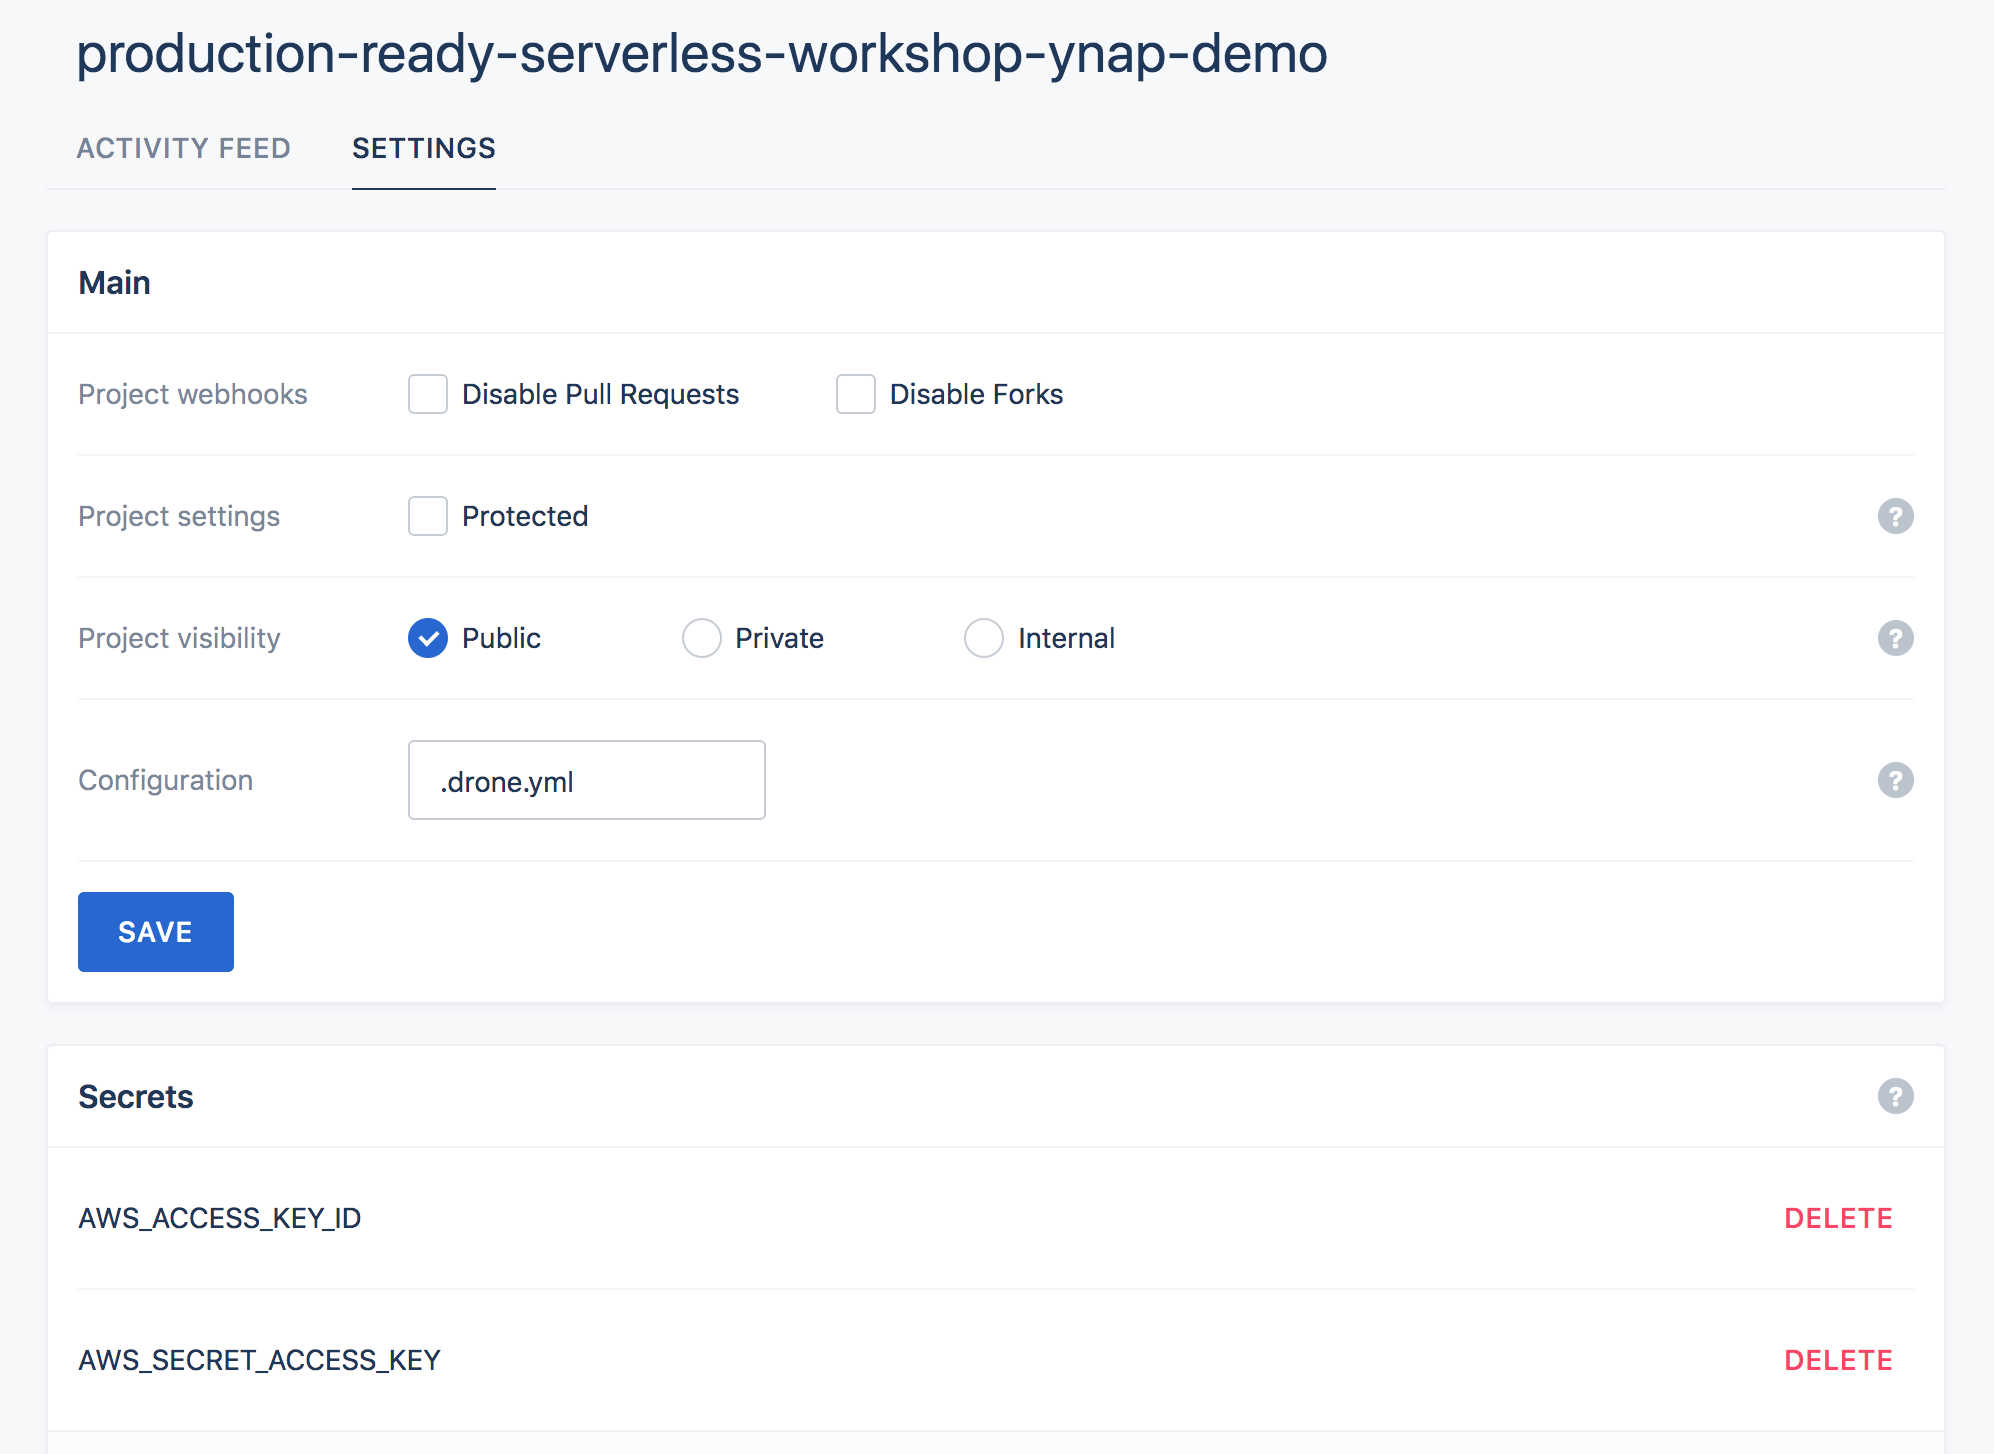 production-ready-serverless-workshop-ynap-demo
ACTIVITY FEED SETTINGS
Main
Project webhooks Disable Pull Requests Disable Forks
Project settings Protected ?
Project visibility Public Private Internal ?
Configuration .drone.yml ?
SAVE
Secrets ?
AWS_ACCESS_KEY_ID DELETE
AWS_SECRET_ACCESS_KEY DELETE